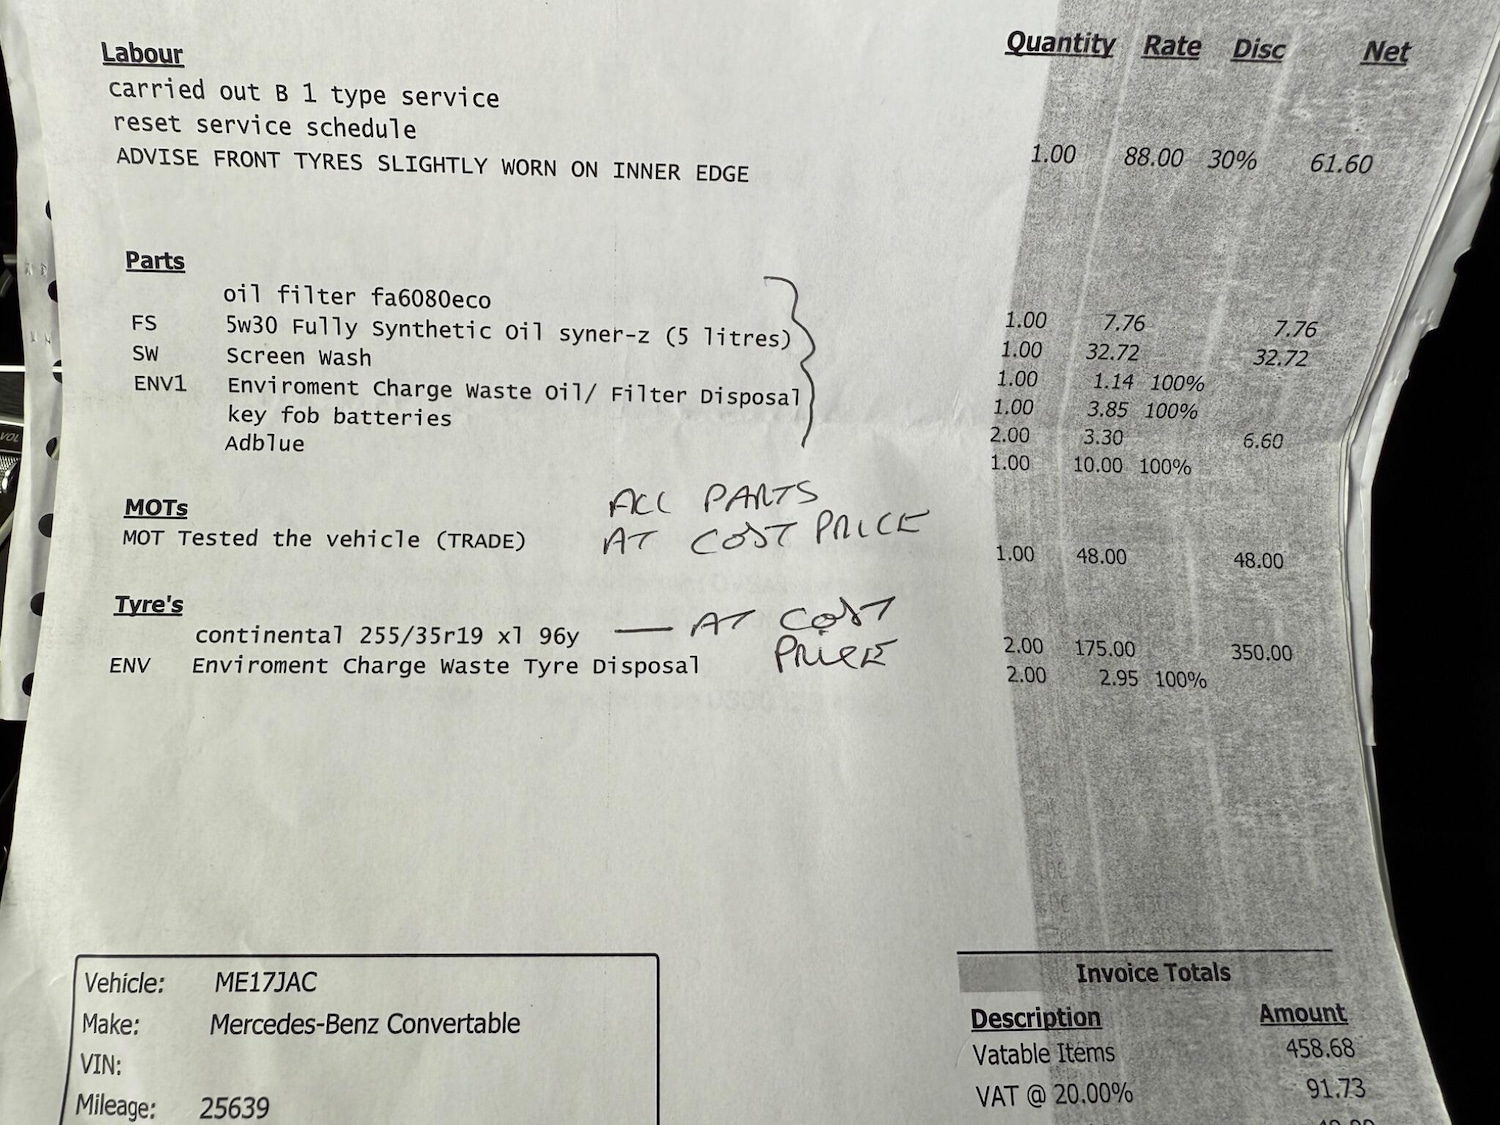 Labour Quantity Rate Disc Net
carried out B 1 type service
reset service schedule
ADVISE FRONT TYRES SLIGHTLY WORN ON INNER EDGE 1.00 88.00 30% 61.60
Parts
oil filter fa6080eco 1.00 7.76 7.76
FS 5w30 Fully Synthetic Oil syner-z (5 litres) 1.00 32.72 32.72
SW Screen Wash 1.00 1.14 100%
ENV1 Enviroment Charge Waste Oil/ Filter Disposal 1.00 3.85 100%
key fob batteries 2.00 3.30 6.60
Adblue 1.00 10.00 100%
ALL PARTS
AT COST PRICE
MOTs
MOT Tested the vehicle (TRADE) 1.00 48.00 48.00
Tyre's
continental 255/35r19 xl 96y — AT COST 2.00 175.00 350.00
PRICE
ENV Enviroment Charge Waste Tyre Disposal 2.00 2.95 100%
Vehicle: ME17JAC
Make: Mercedes-Benz Convertable
VIN:
Mileage: 25639
Invoice Totals
Description Amount
Vatable Items 458.68
VAT @ 20.00% 91.73